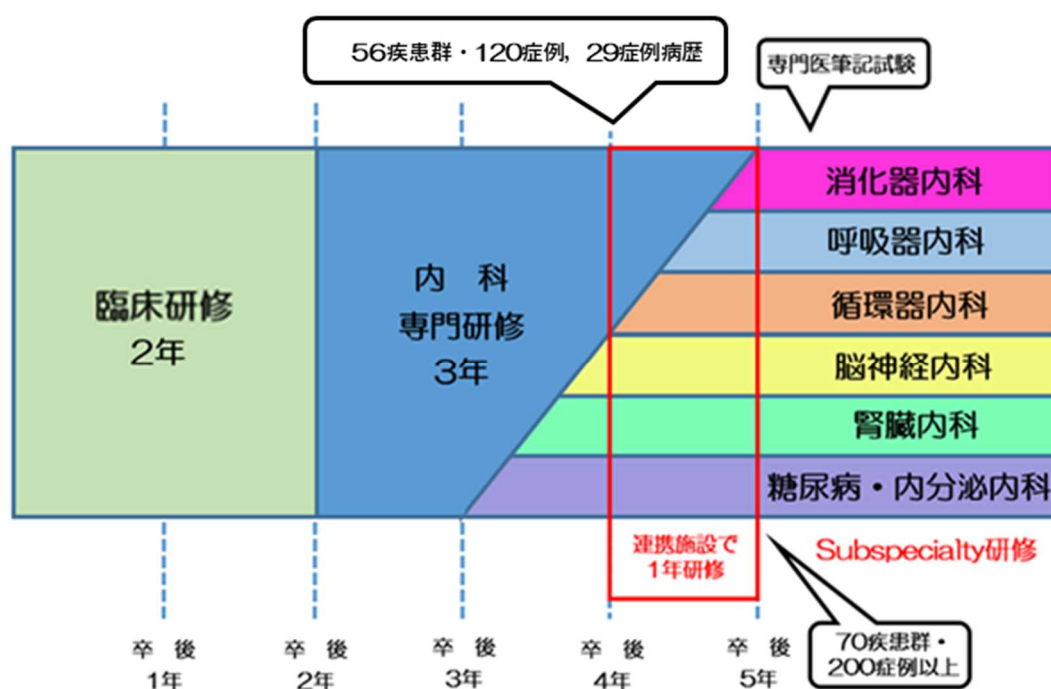 56疾患群・120症例，29症例病歴
専門医筆記試験
臨床研修
2年
内　科
専門研修
3年
消化器内科
呼吸器内科
循環器内科
脳神経内科
腎臓内科
糖尿病・内分泌内科
連携施設で
1年研修
Subspecialty研修
70疾患群・
200症例以上
卒　後
1年
卒　後
2年
卒　後
3年
卒　後
4年
卒　後
5年